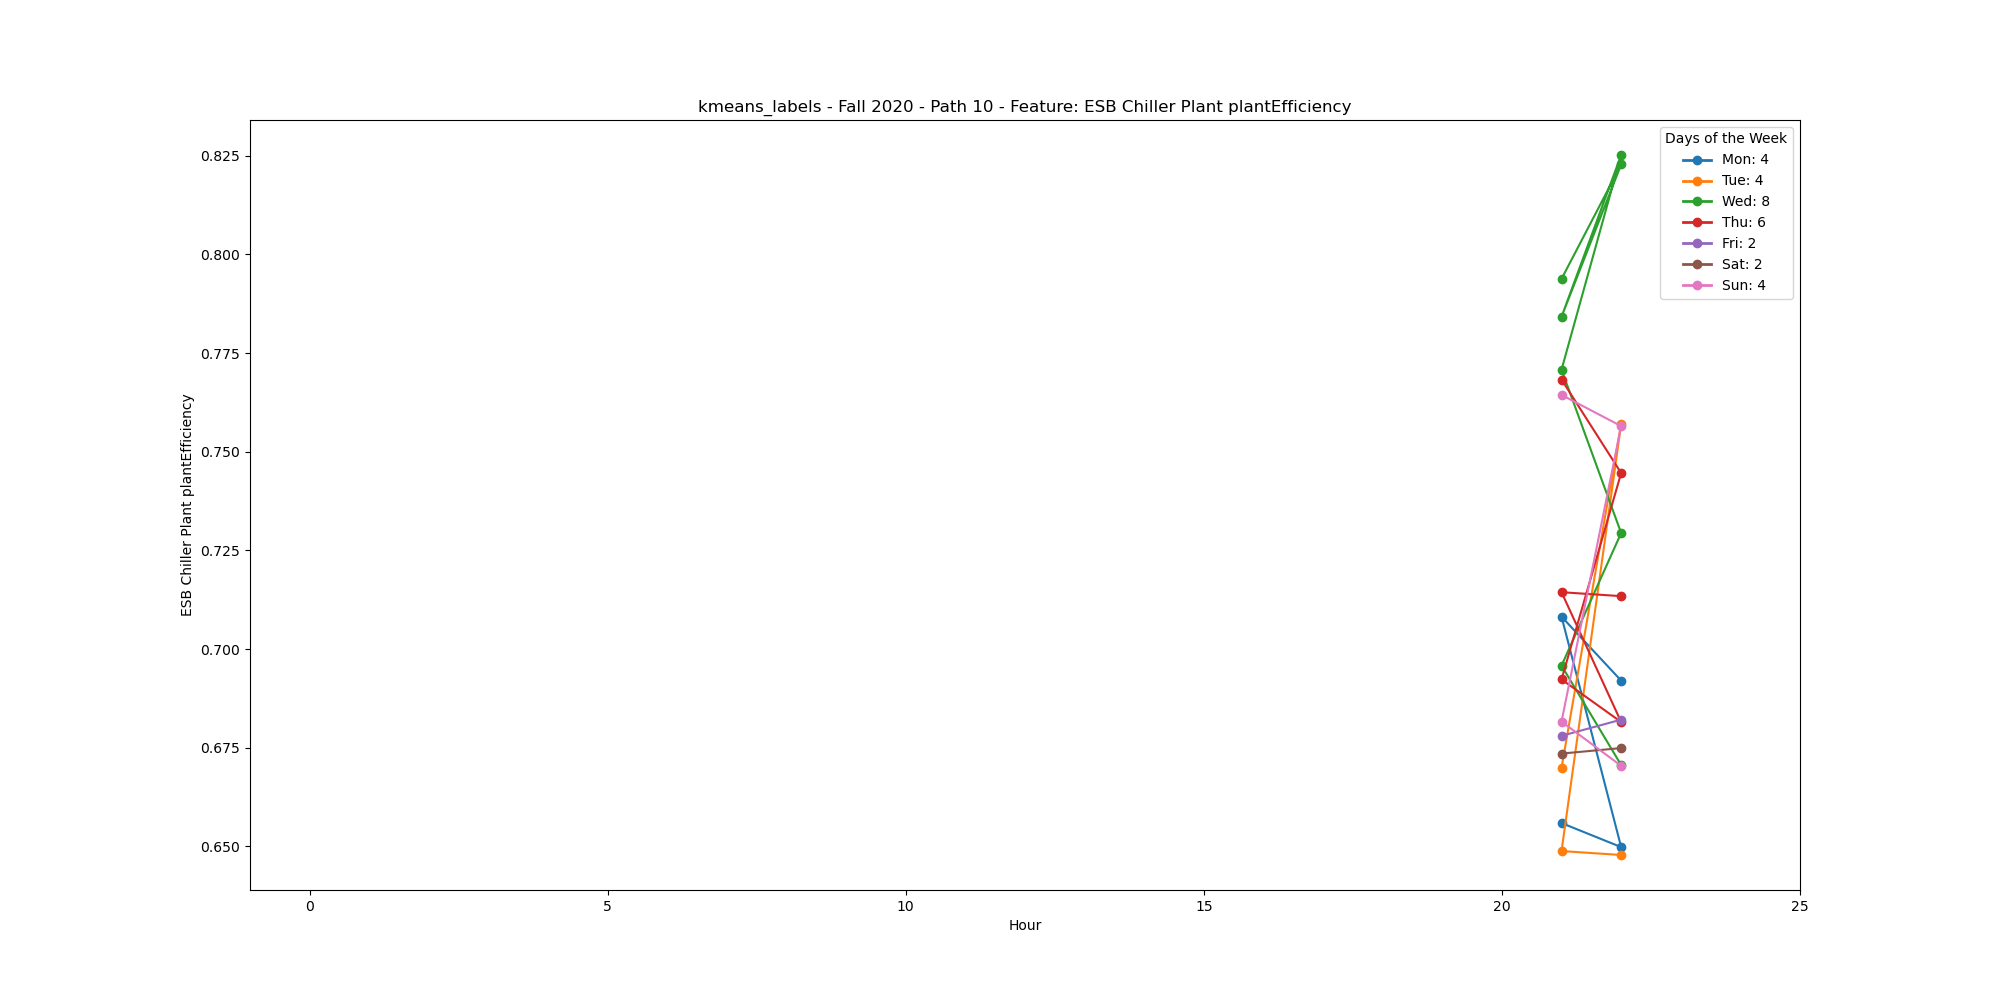 kmeans_labels - Fall 2020 - Path 10 - Feature: ESB Chiller Plant plantEfficiency
Days of the Week
Mon: 4
Tue: 4
Wed: 8
Thu: 6
Fri: 2
Sat: 2
Sun: 4
ESB Chiller Plant plantEfficiency
0.825
0.800
0.775
0.750
0.725
0.700
0.675
0.650
0 5 10 15 20 25
Hour